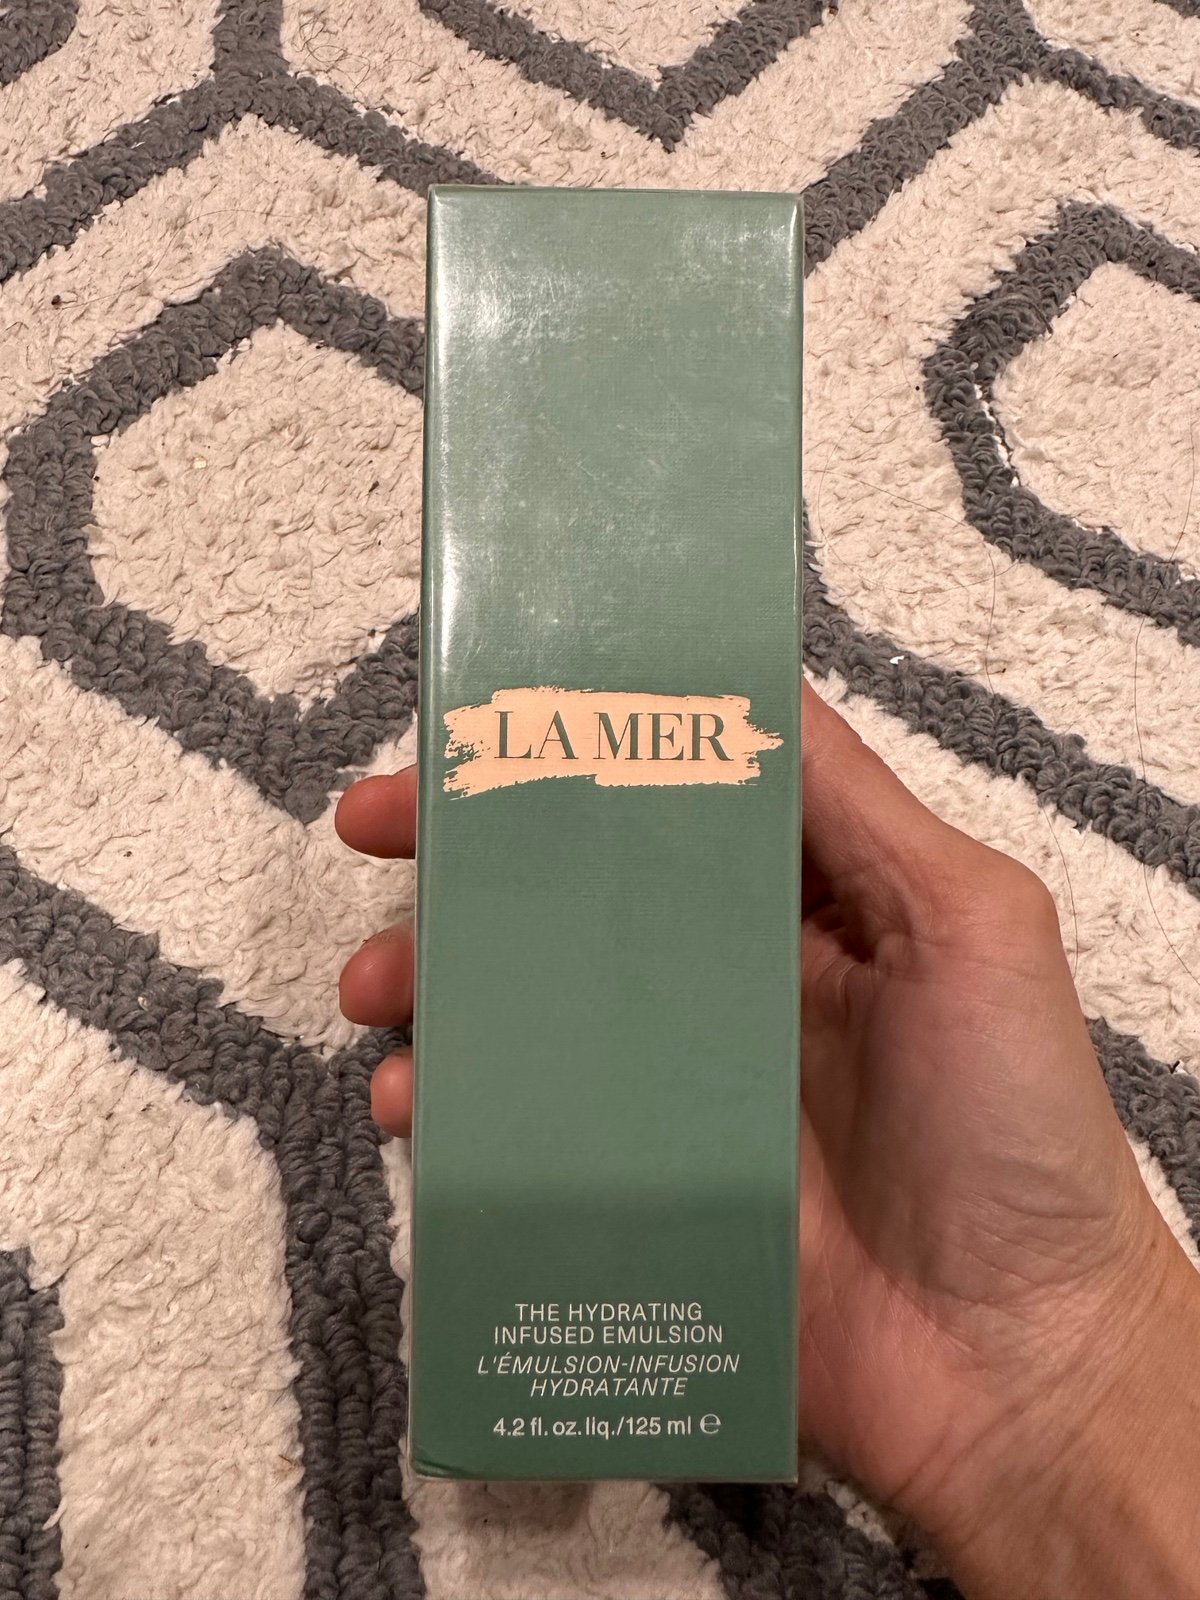 LA MER
THE HYDRATING
INFUSED EMULSION
L'ÉMULSION-INFUSION
HYDRATANTE
4.2 fl. oz. liq./125 ml ℮